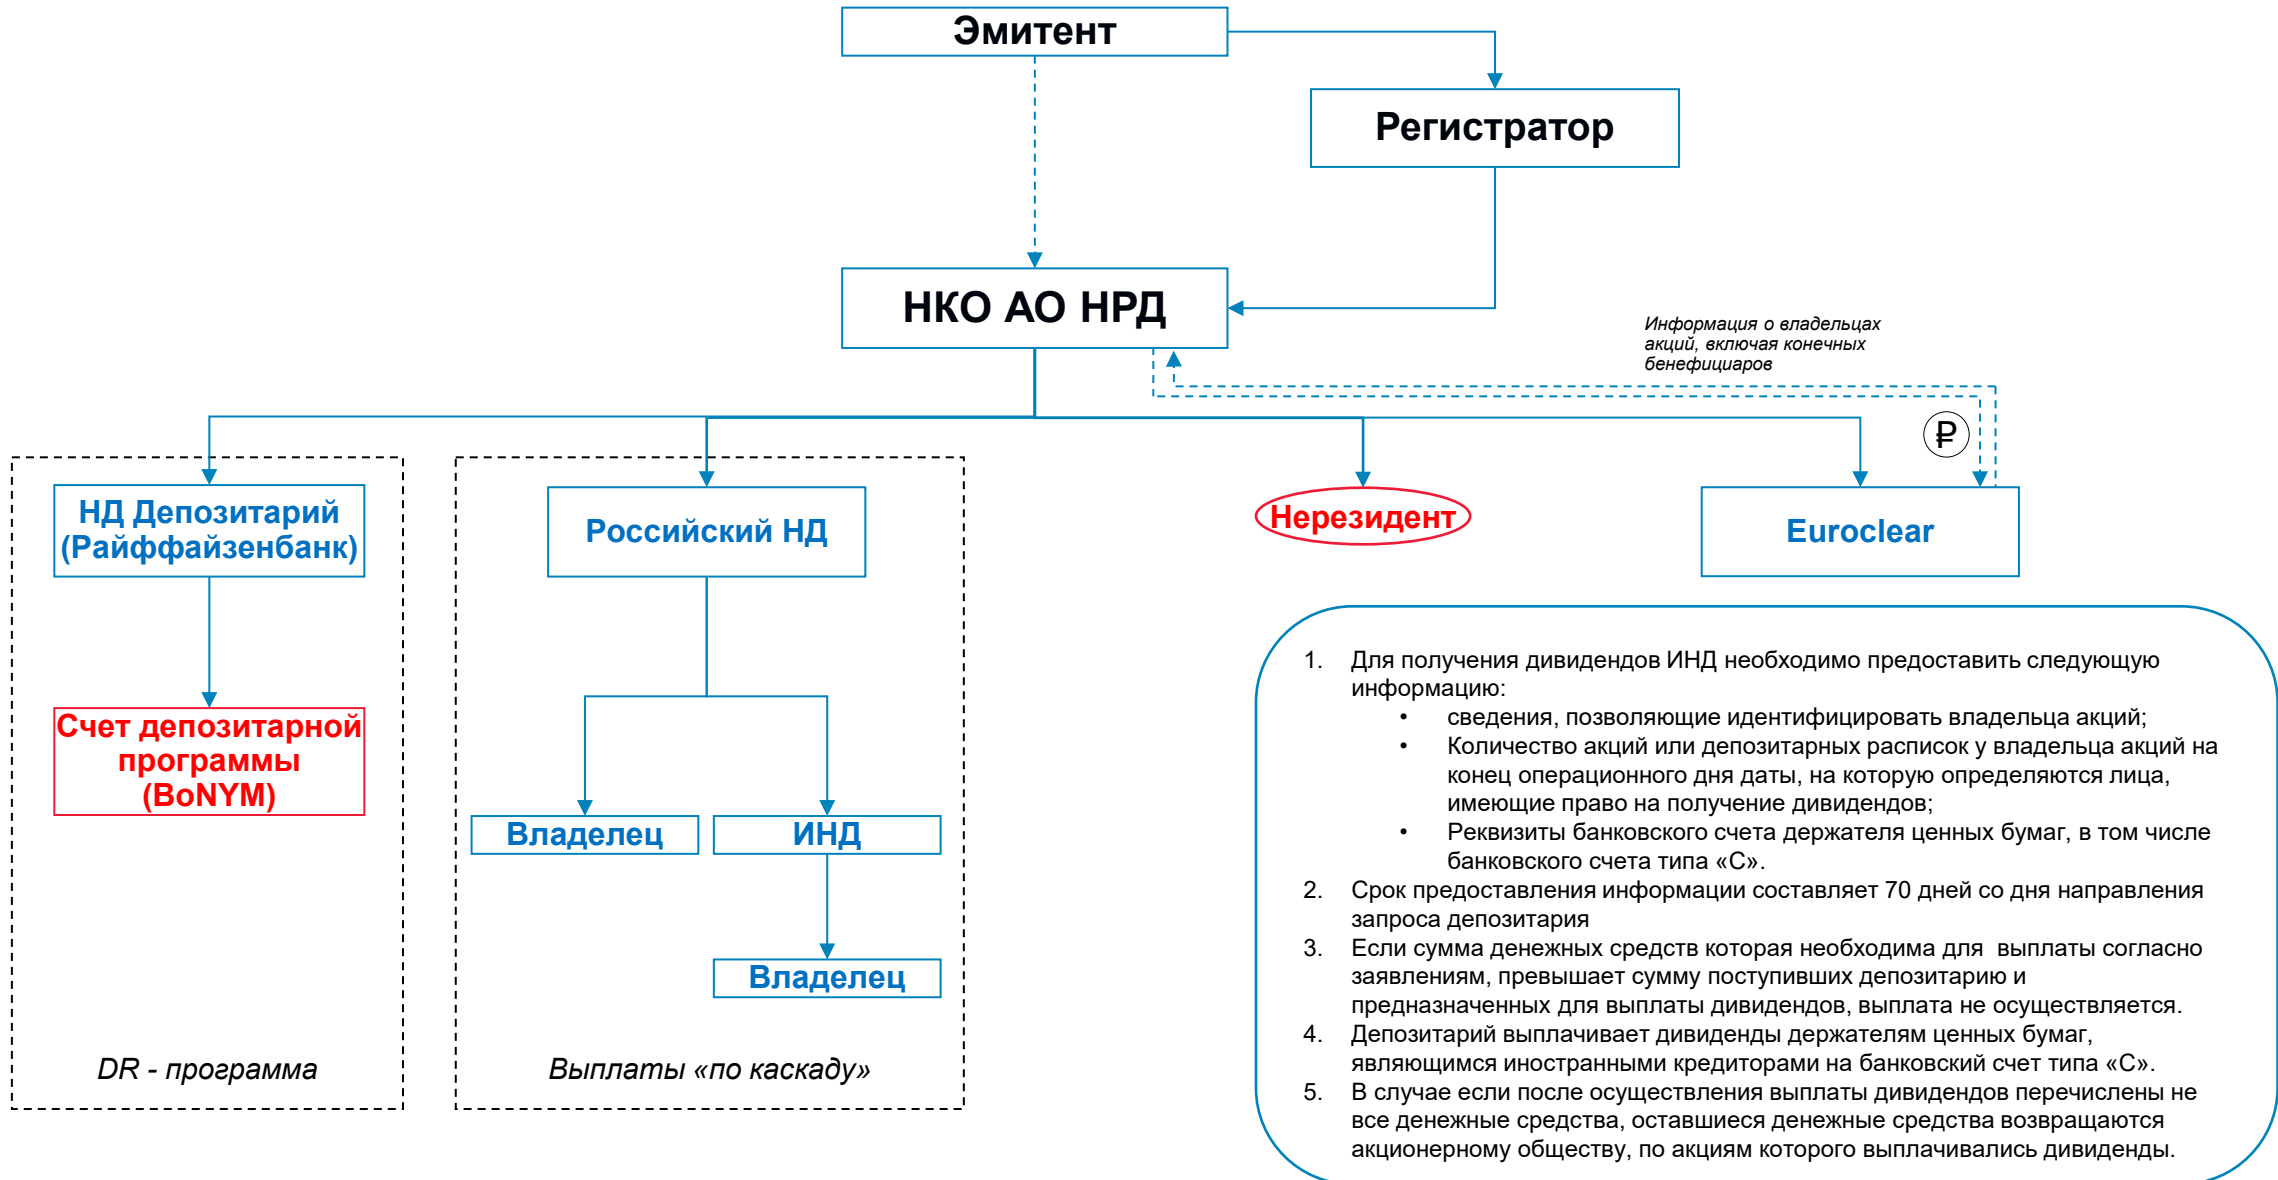 Эмитент
Регистратор
НКО АО НРД
Информация о владельцах
акций, включая конечных
бенефициаров
₽
НД Депозитарий
(Райффайзенбанк)
Российский НД
Нерезидент
Euroclear
Счет депозитарной
программы
(BoNYM)
Владелец
ИНД
Владелец
DR - программа
Выплаты «по каскаду»
1. Для получения дивидендов ИНД необходимо предоставить следующую
информацию:
• сведения, позволяющие идентифицировать владельца акций;
• Количество акций или депозитарных расписок у владельца акций на
конец операционного дня даты, на которую определяются лица,
имеющие право на получение дивидендов;
• Реквизиты банковского счета держателя ценных бумаг, в том числе
банковского счета типа «С».
2. Срок предоставления информации составляет 70 дней со дня направления
запроса депозитария
3. Если сумма денежных средств которая необходима для выплаты согласно
заявлениям, превышает сумму поступивших депозитарию и
предназначенных для выплаты дивидендов, выплата не осуществляется.
4. Депозитарий выплачивает дивиденды держателям ценных бумаг,
являющимся иностранными кредиторами на банковский счет типа «С».
5. В случае если после осуществления выплаты дивидендов перечислены не
все денежные средства, оставшиеся денежные средства возвращаются
акционерному обществу, по акциям которого выплачивались дивиденды.